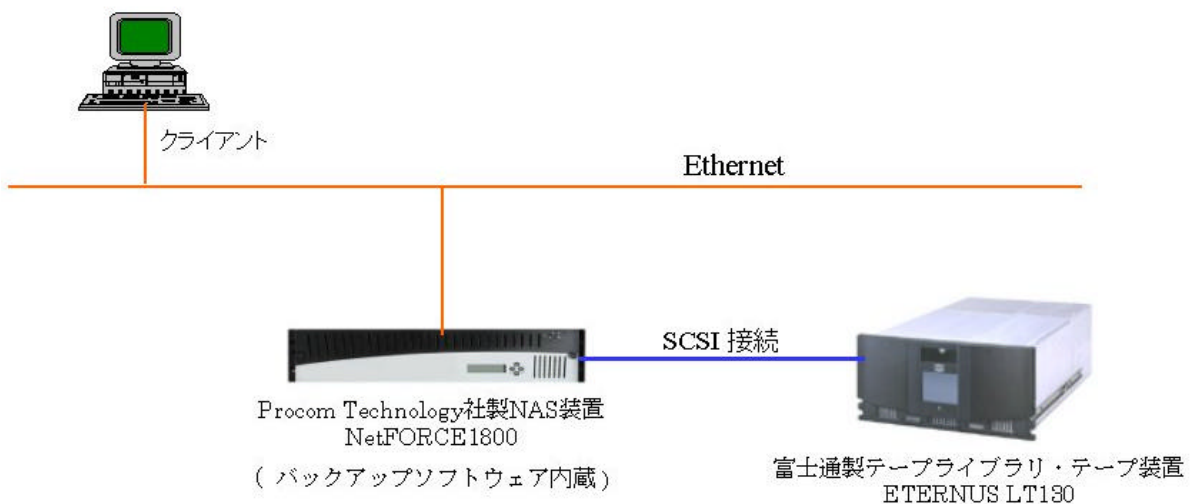 クライアント
Ethernet
SCSI 接続
Procom Technology社製NAS装置
NetFORCE1800
( バックアップソフトウェア内蔵 )
富士通製テープライブラリ・テープ装置
ETERNUS LT130